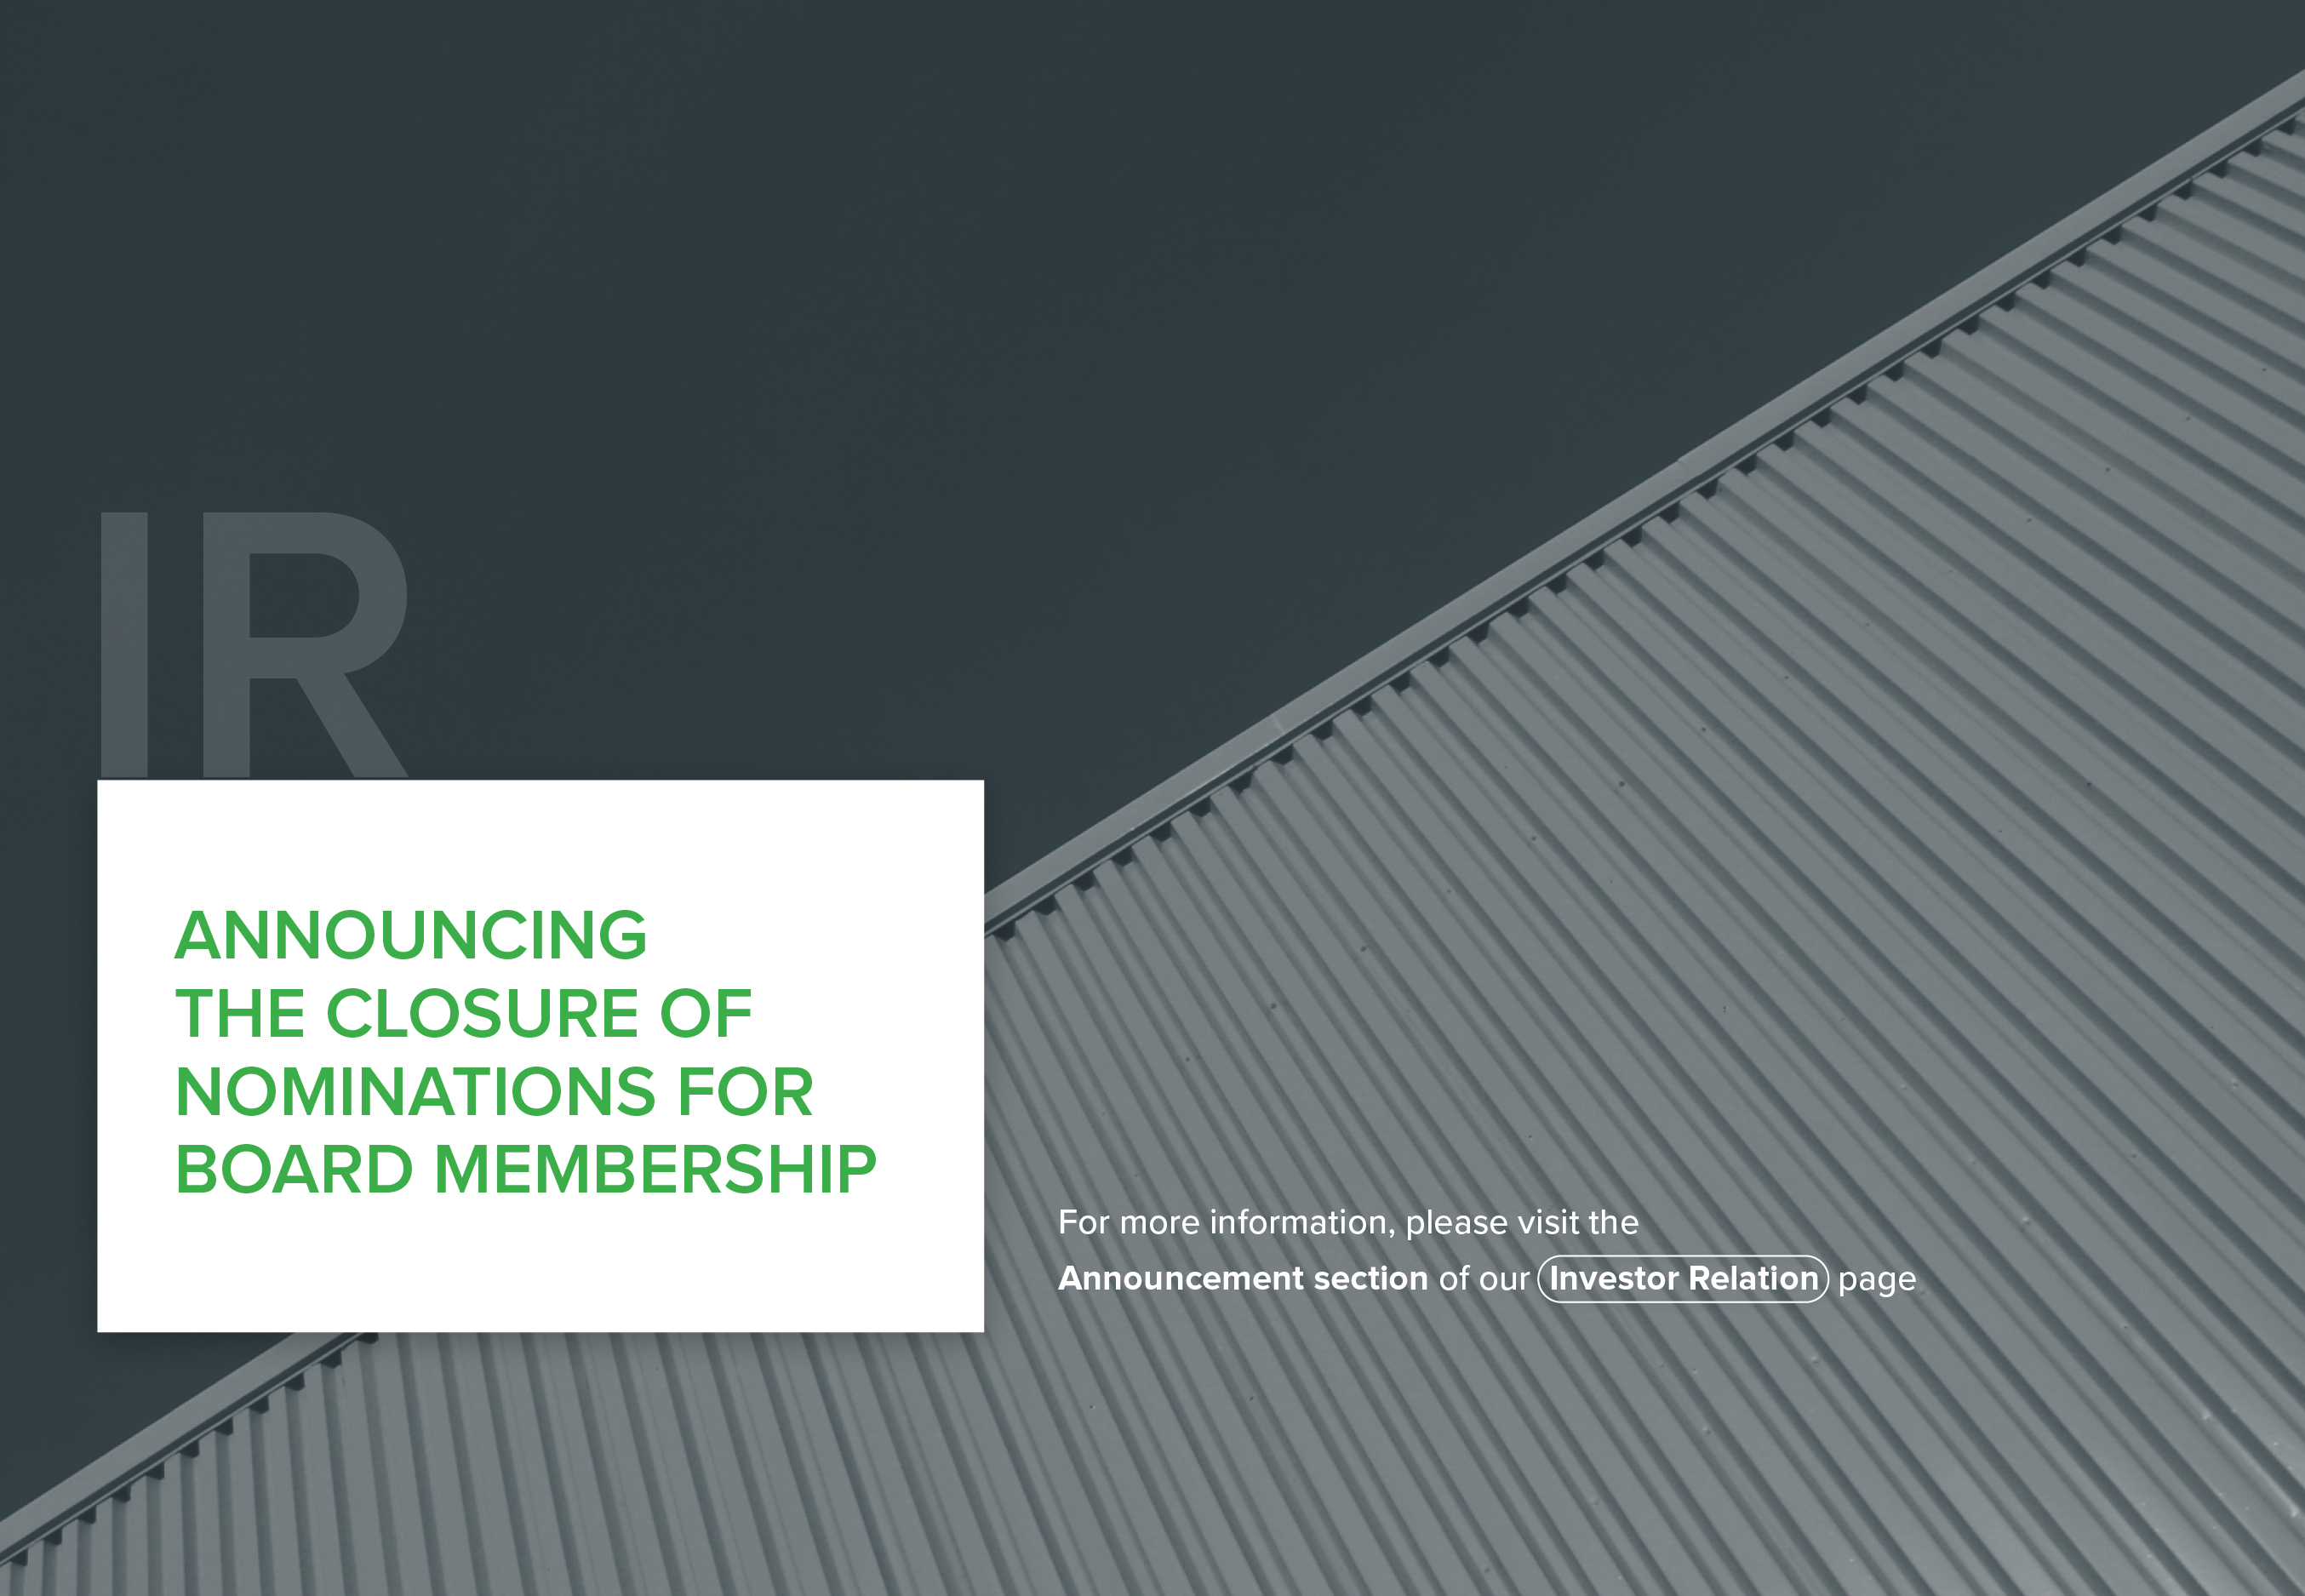 IR
ANNOUNCING
THE CLOSURE OF
NOMINATIONS FOR
BOARD MEMBERSHIP
For more information, please visit the
Announcement section of our Investor Relation page